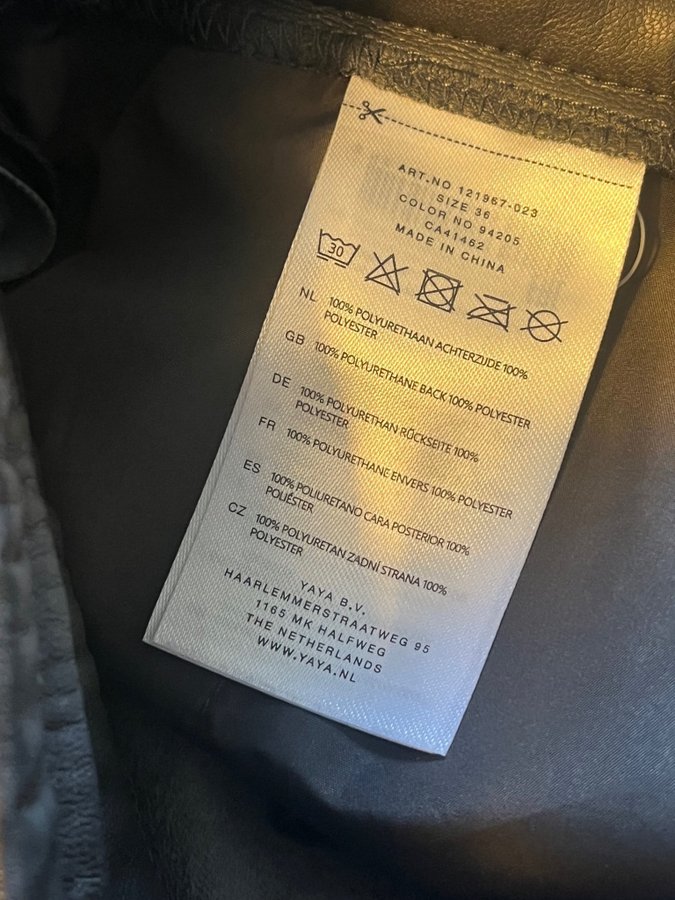 ART.NO 121967-023
SIZE 36
COLOR NO 94205
CA41462
MADE IN CHINA
30
NL 100% POLYURETHAAN ACHTERZIJDE 100%
POLYESTER
GB 100% POLYURETHANE BACK 100% POLYESTER
DE 100% POLYURETHAN RÜCKSEITE 100%
POLYESTER
FR 100% POLYURETHANE ENVERS 100% POLYESTER
ES 100% POLIURETANO CARA POSTERIOR 100%
POLIÉSTER
CZ 100% POLYURETAN ZADNÍ STRANA 100%
POLYESTER
YAYA B.V.
HAARLEMMERSTRAATWEG 95
1165 MK HALFWEG
THE NETHERLANDS
WWW.YAYA.NL